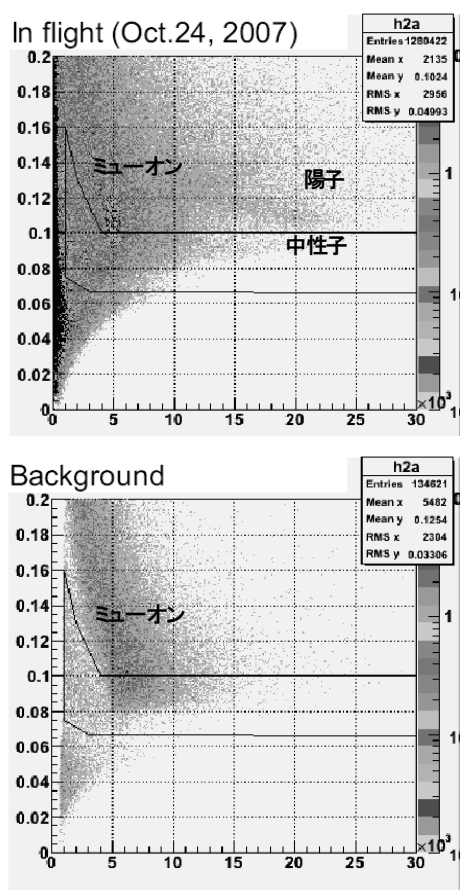 In flight (Oct.24, 2007)
h2a
Entries 1280422
Mean x 2135
Mean y 0.1024
RMS x 2956
RMS y 0.04993
0.2
0.18
0.16
0.14
0.12
0.1
0.08
0.06
0.04
0.02
0
ミューオン
陽子
中性子
1
10
×10³
0 5 10 15 20 25 30
Background
h2a
Entries 134621
Mean x 5482
Mean y 0.1254
RMS x 2304
RMS y 0.03306
0.2
0.18
0.16
0.14
0.12
0.1
0.08
0.06
0.04
0.02
0
ミューオン
1
10
×10³
0 5 10 15 20 25 30